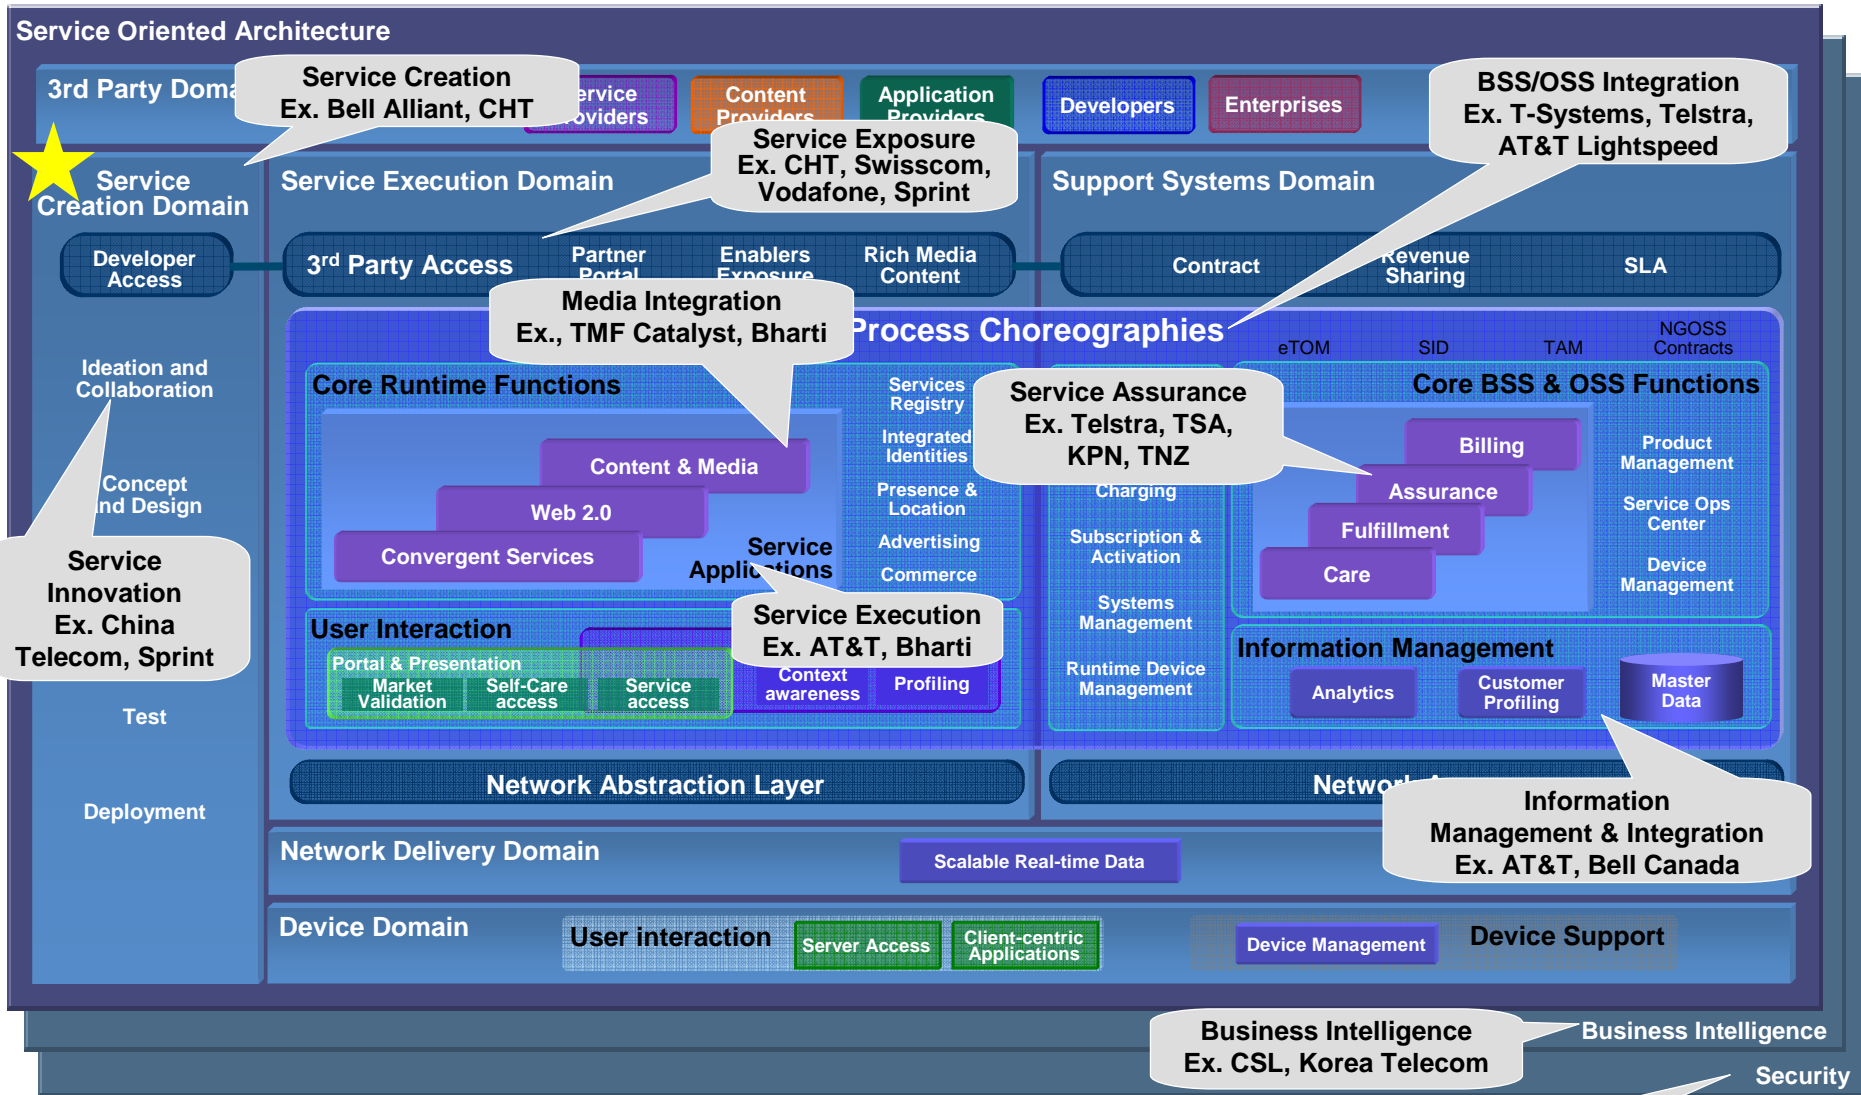 Service Oriented Architecture
3rd Party Doma
Service Creation
Ex. Bell Alliant, CHT
ervice
oviders
Content
Providers
Application
Providers
Developers
Enterprises
BSS/OSS Integration
Ex. T-Systems, Telstra,
AT&T Lightspeed
Service Exposure
Ex. CHT, Swisscom,
Vodafone, Sprint
Service
Creation Domain
Service Execution Domain
Support Systems Domain
Developer
Access
3rd Party Access
Partner
Portal
Enablers
Exposure
Rich Media
Content
Contract
Revenue
Sharing
SLA
Media Integration
Ex., TMF Catalyst, Bharti
Process Choreographies
eTOM
SID
TAM
NGOSS
Contracts
Ideation and
Collaboration
Concept
and Design
Service
Innovation
Ex. China
Telecom, Sprint
Test
Deployment
Core Runtime Functions
Content & Media
Web 2.0
Convergent Services
Service
Applications
Services
Registry
Integrated
Identities
Presence &
Location
Advertising
Commerce
Service Assurance
Ex. Telstra, TSA,
KPN, TNZ
Charging
Subscription &
Activation
Systems
Management
Runtime Device
Management
Core BSS & OSS Functions
Billing
Assurance
Fulfillment
Care
Product
Management
Service Ops
Center
Device
Management
Service Execution
Ex. AT&T, Bharti
User Interaction
Portal & Presentation
Market
Validation
Self-Care
access
Service
access
Context
awareness
Profiling
Information Management
Analytics
Customer
Profiling
Master
Data
Network Abstraction Layer
Network A
Information
Management & Integration
Ex. AT&T, Bell Canada
Network Delivery Domain
Scalable Real-time Data
Device Domain
User interaction
Server Access
Client-centric
Applications
Device Management
Device Support
Business Intelligence
Ex. CSL, Korea Telecom
Business Intelligence
Security